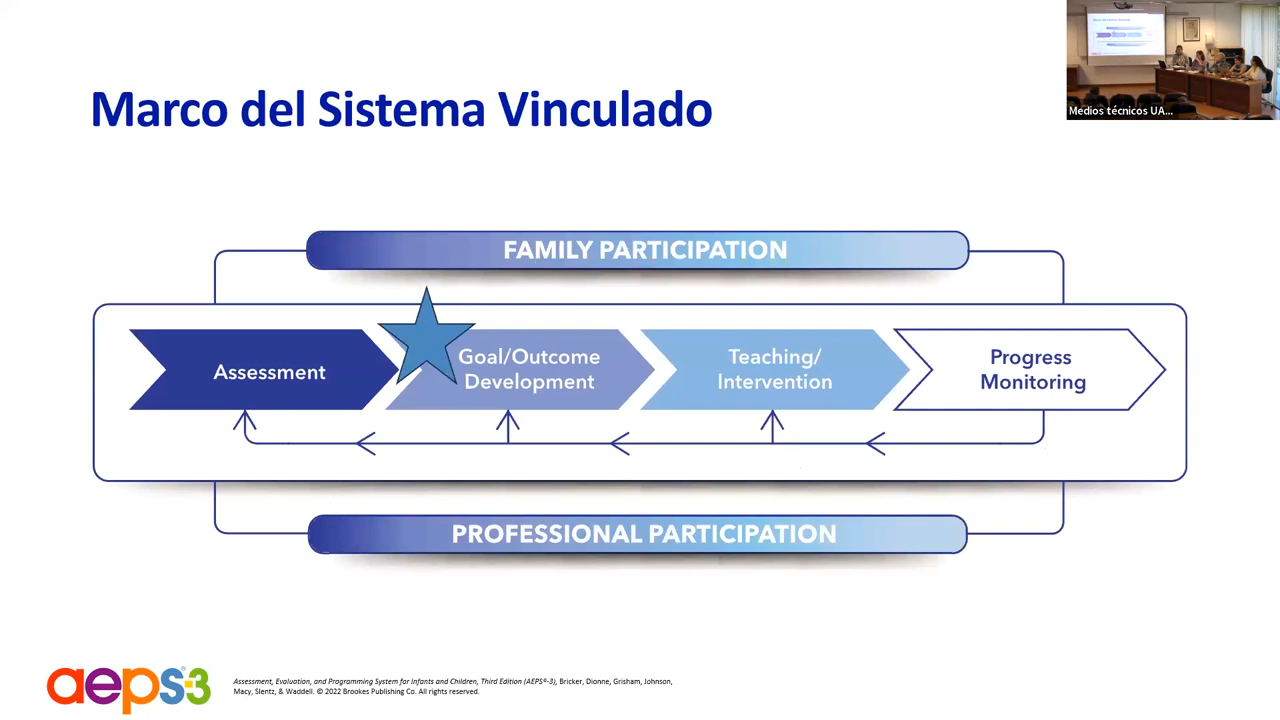 Marco del Sistema Vinculado
Medios técnicos UA...
FAMILY PARTICIPATION
Assessment
Goal/Outcome
Development
Teaching/
Intervention
Progress
Monitoring
PROFESSIONAL PARTICIPATION
aeps®-3
Assessment, Evaluation, and Programming System for Infants and Children, Third Edition (AEPS®-3), Bricker, Dionne, Grisham, Johnson,
Macy, Slentz, & Waddell. © 2022 Brookes Publishing Co. All rights reserved.